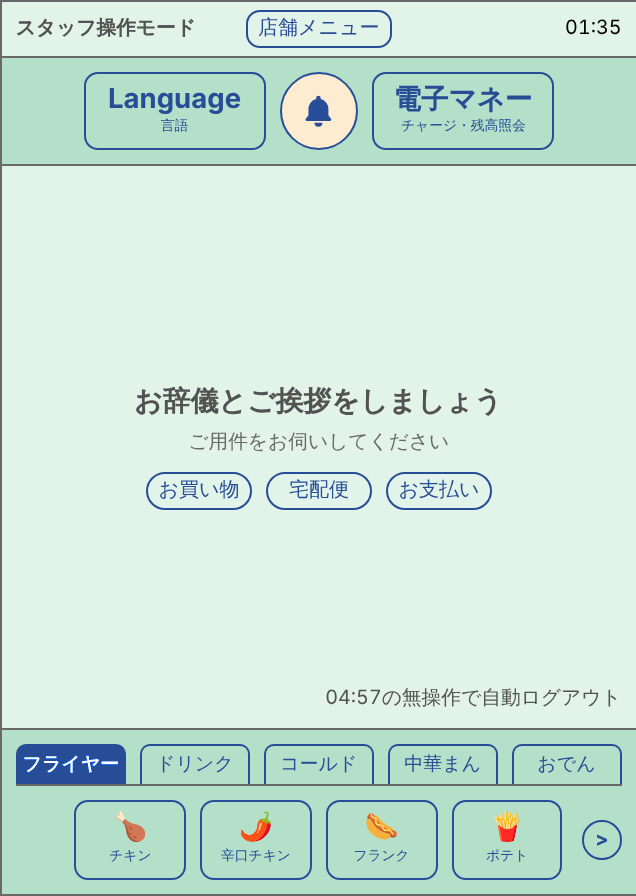 スタッフ操作モード 店舗メニュー 01:35
Language 電子マネー
言語 チャージ・残高照会
お辞儀とご挨拶をしましょう
ご用件をお伺いしてください
お買い物 宅配便 お支払い
04:57の無操作で自動ログアウト
フライヤー ドリンク コールド 中華まん おでん
チキン 辛口チキン フランク ポテト >